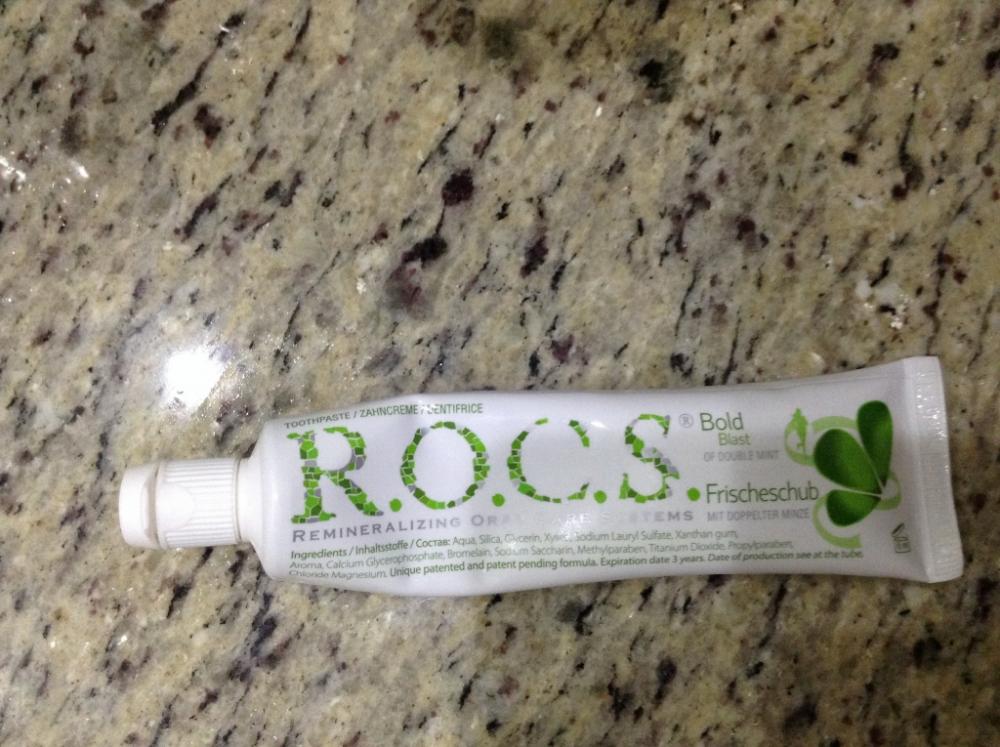 TOOTHPASTE / ZAHNCREME / DENTIFRICE
R.O.C.S.®
REMINERALIZING ORAL CARE SYSTEMS
Bold
Blast
OF DOUBLE MINT
Frischeschub
MIT DOPPELTER MINZE
Ingredients / Inhaltsstoffe / Состав: Aqua, Silica, Glycerin, Xylitol, Sodium Lauryl Sulfate, Xanthan gum,
Aroma, Calcium Glycerophosphate, Bromelain, Sodium Saccharin, Methylparaben, Titanium Dioxide, Propylparaben,
Chloride Magnesium. Unique patented and patent pending formula. Expiration date 3 years. Date of production see at the tube.